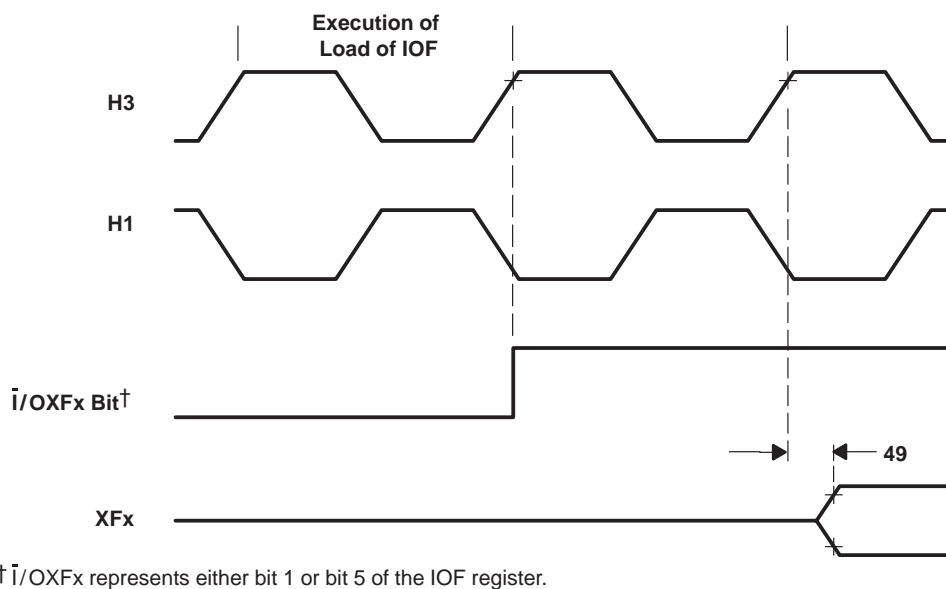 Execution of
Load of IOF
H3
H1
I̅/OXFx Bit†
49
XFx
† I̅/OXFx represents either bit 1 or bit 5 of the IOF register.